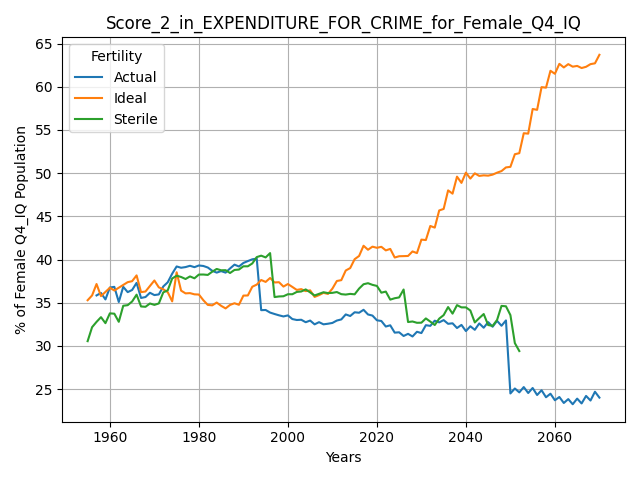 Score_2_in_EXPENDITURE_FOR_CRIME_for_Female_Q4_IQ
Fertility
Actual
Ideal
Sterile
% of Female Q4_IQ Population
65
60
55
50
45
40
35
30
25
1960
1980
2000
2020
2040
2060
Years